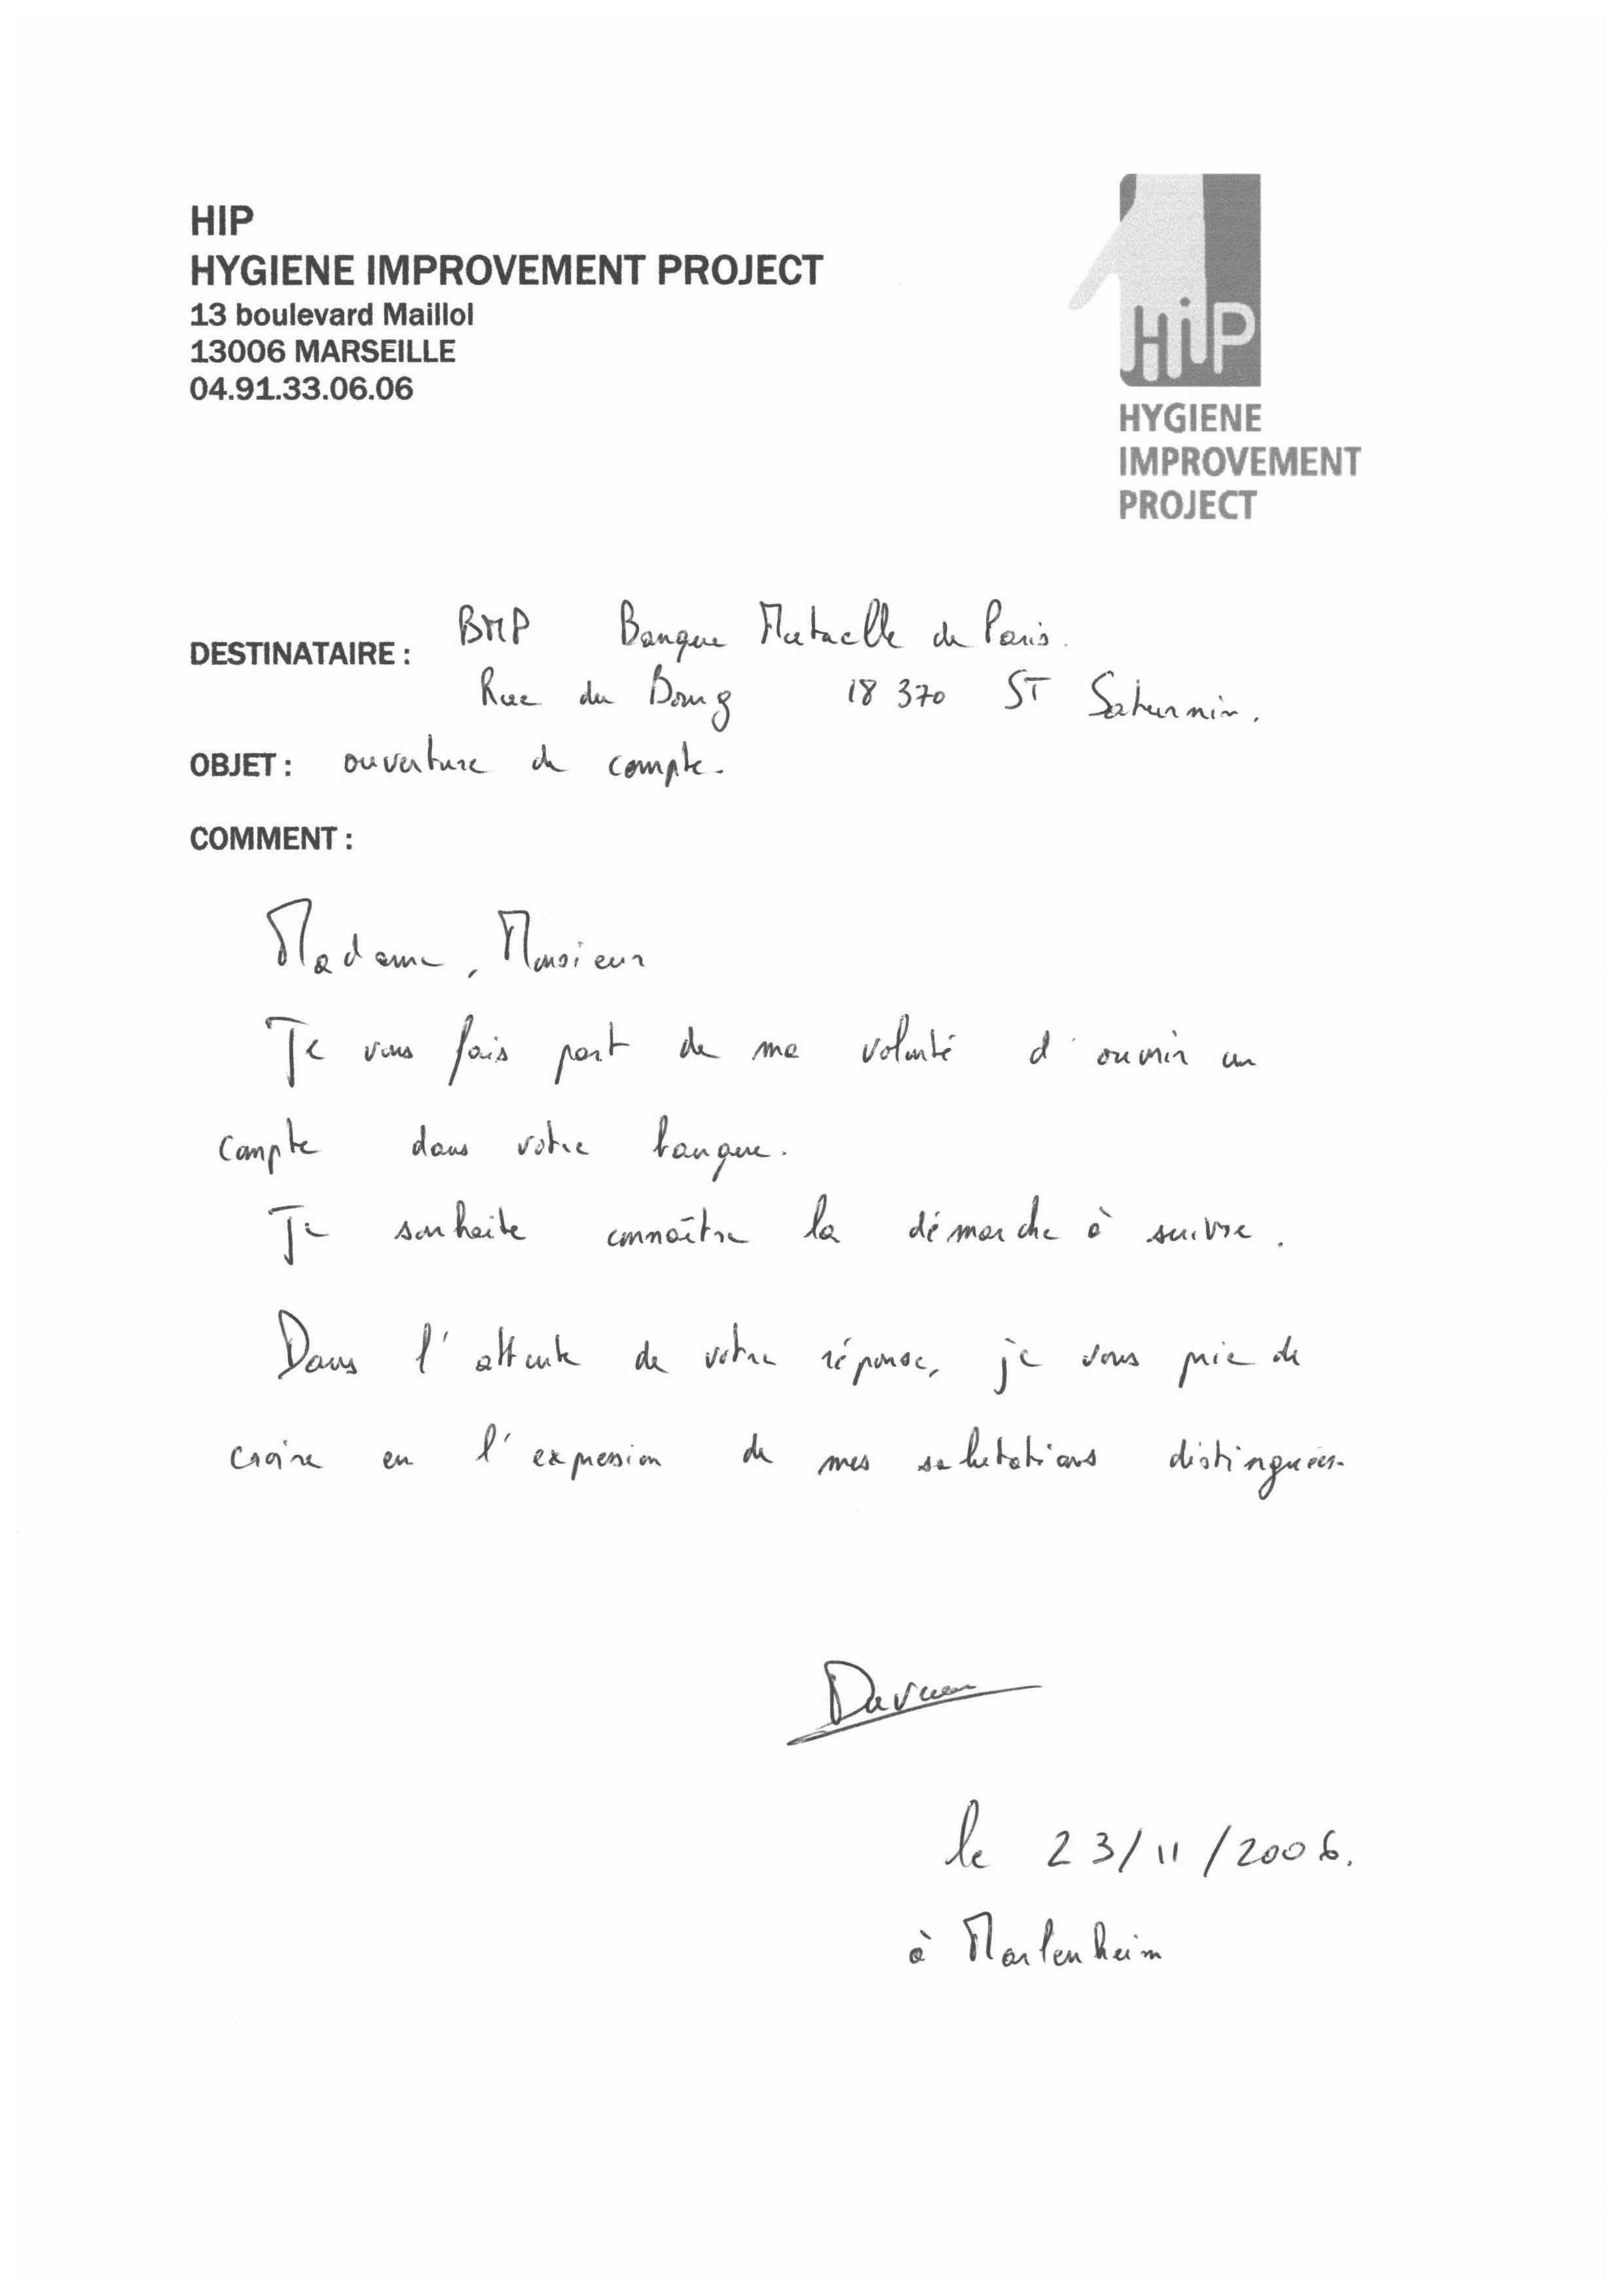 HIP
HYGIENE IMPROVEMENT PROJECT
13 boulevard Maillol
13006 MARSEILLE
04.91.33.06.06
HiP
HYGIENE
IMPROVEMENT
PROJECT
DESTINATAIRE : BMP Banque Mutuelle de Paris.
Rue du Bourg 18 370 ST Saturnin.
OBJET : ouverture de compte.
COMMENT :
Madame, Monsieur
Je vous fais part de ma volonté d'ouvrir un
compte dans votre banque.
Je souhaite connaître la démarche à suivre.
Dans l'attente de votre réponse, je vous prie de
croire en l'expression de mes salutations distinguées.
le 23/11/2006.
à Marlenheim